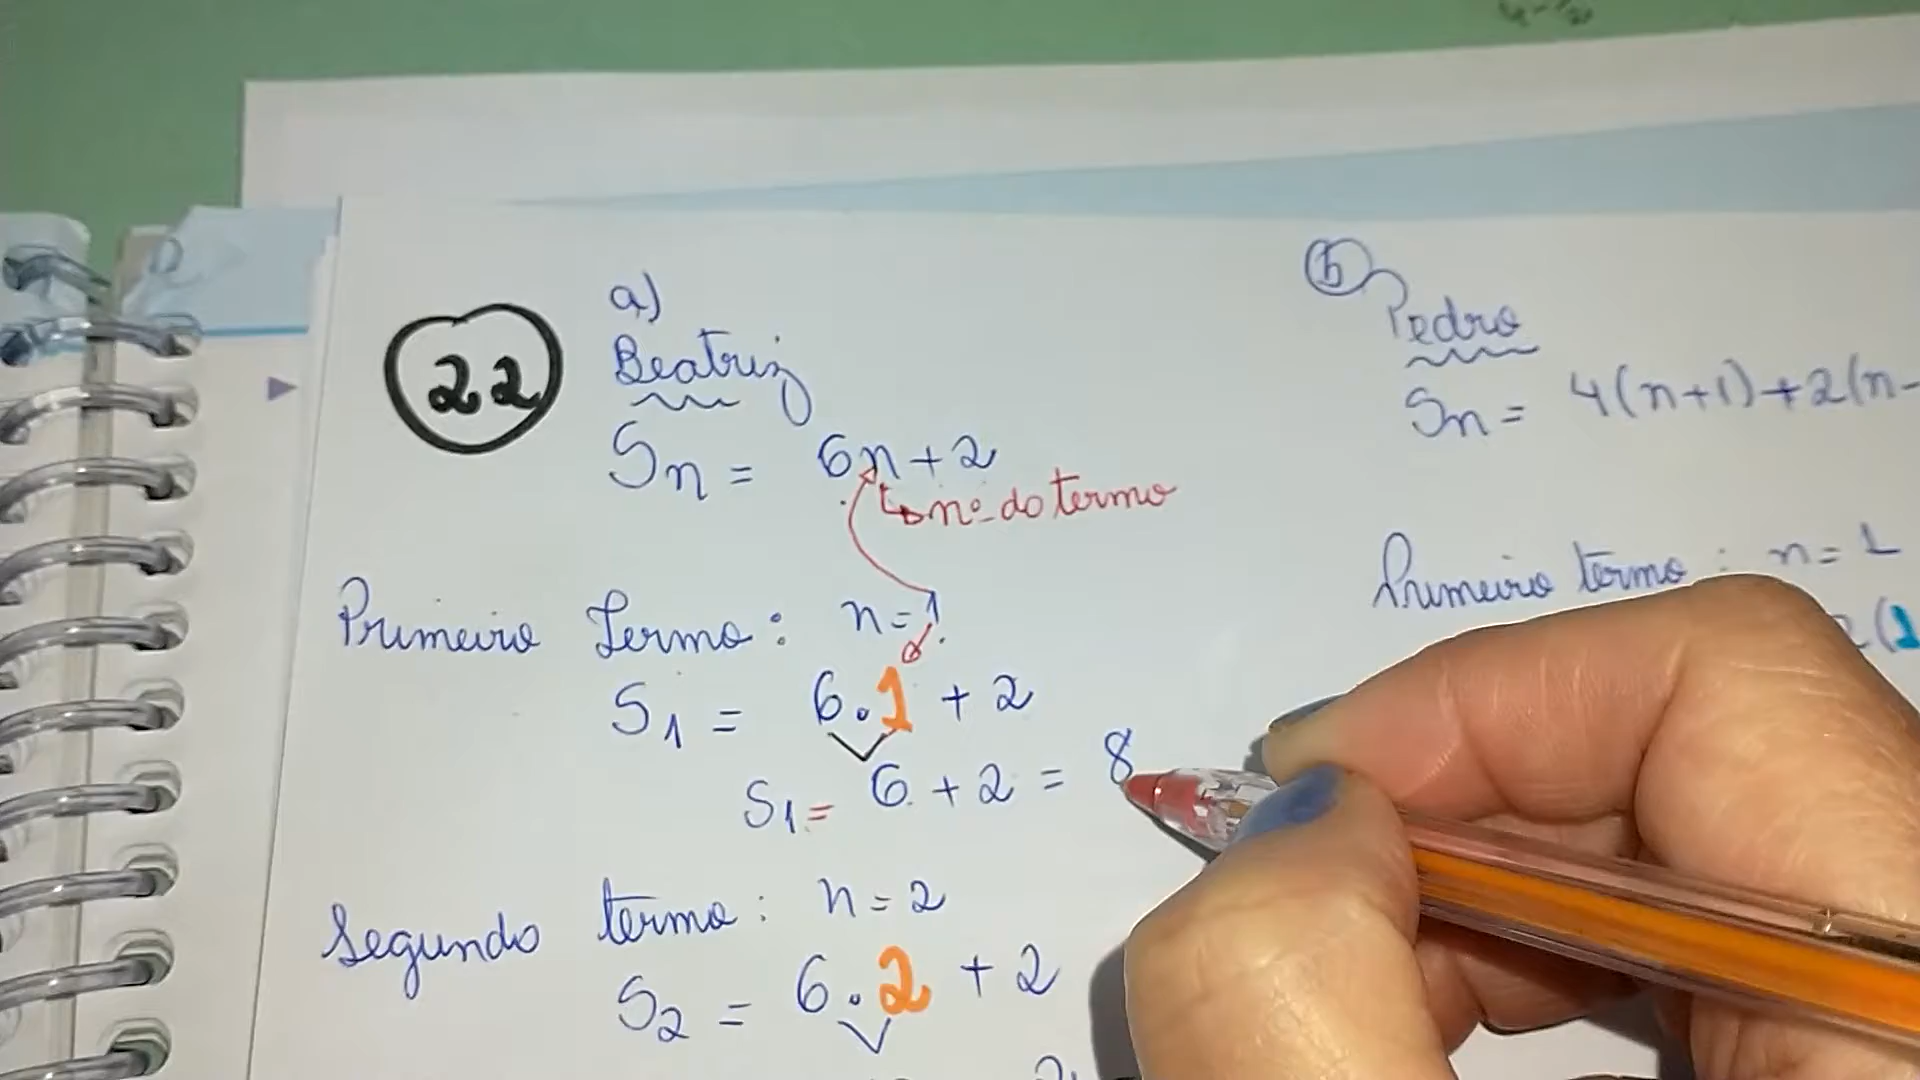 22
a)
Beatriz
Sn = 6n + 2
nº do termo
Primeiro Termo: n = 1
S1 = 6.1 + 2
S1 = 6 + 2 = 8
Segundo termo: n = 2
S2 = 6.2 + 2
b)
Pedro
Sn = 4(n+1)+2(n-
Primeiro termo: n = 1
(1